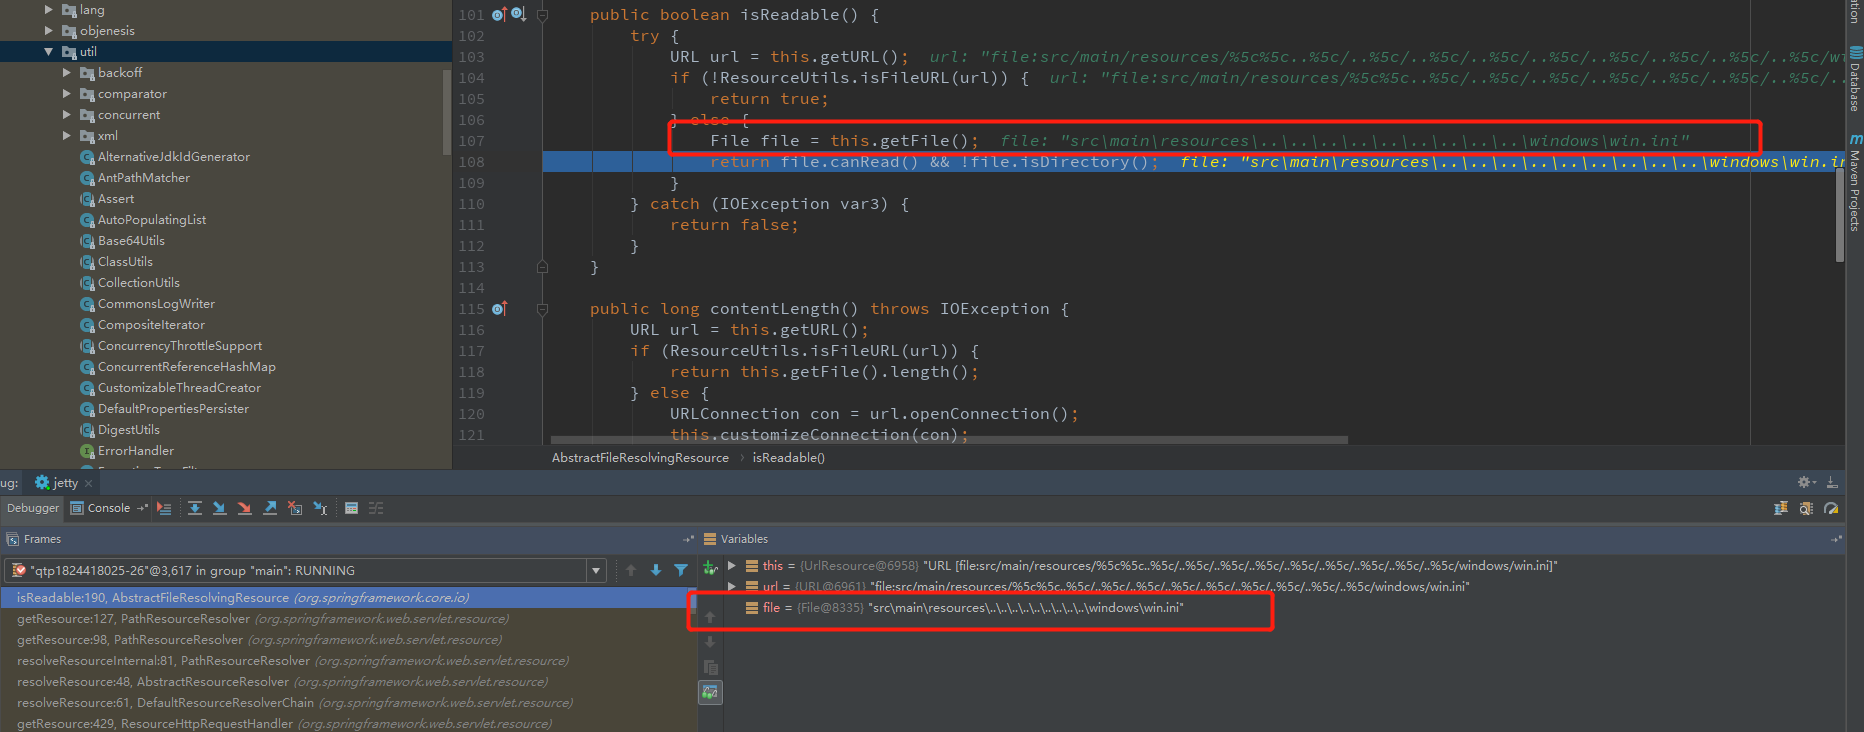 lang
objenesis
util
backoff
comparator
concurrent
xml
AlternativeJdkIdGenerator
AntPathMatcher
Assert
AutoPopulatingList
Base64Utils
ClassUtils
CollectionUtils
CommonsLogWriter
CompositeIterator
ConcurrencyThrottleSupport
ConcurrentReferenceHashMap
CustomizableThreadCreator
DefaultPropertiesPersister
DigestUtils
ErrorHandler
101 public boolean isReadable() {
102 try {
103 URL url = this.getURL(); url: "file:src/main/resources/%5c%5c..%5c/..%5c/..%5c/..%5c/..%5c/..%5c/..%5c/..%5c/..%5c/wi
104 if (!ResourceUtils.isFileURL(url)) { url: "file:src/main/resources/%5c%5c..%5c/..%5c/..%5c/..%5c/..%5c/..%5c/..%5c/..
105 return true;
106 } else {
107 File file = this.getFile(); file: "src\main\resources\..\..\..\..\..\..\..\..\..\windows\win.ini"
108 return file.canRead() && !file.isDirectory(); file: "src\main\resources\..\..\..\..\..\..\..\..\..\windows\win.in
109 }
110 } catch (IOException var3) {
111 return false;
112 }
113 }
114
115 public long contentLength() throws IOException {
116 URL url = this.getURL();
117 if (ResourceUtils.isFileURL(url)) {
118 return this.getFile().length();
119 } else {
120 URLConnection con = url.openConnection();
121 this.customizeConnection(con);
AbstractFileResolvingResource › isReadable()
Database
Maven Projects
ug: jetty
Debugger Console
Frames
"qtp1824418025-26"@3,617 in group "main": RUNNING
isReadable:190, AbstractFileResolvingResource (org.springframework.core.io)
getResource:127, PathResourceResolver (org.springframework.web.servlet.resource)
getResource:98, PathResourceResolver (org.springframework.web.servlet.resource)
resolveResourceInternal:81, PathResourceResolver (org.springframework.web.servlet.resource)
resolveResource:48, AbstractResourceResolver (org.springframework.web.servlet.resource)
resolveResource:61, DefaultResourceResolverChain (org.springframework.web.servlet.resource)
getResource:429, ResourceHttpRequestHandler (org.springframework.web.servlet.resource)
Variables
this = {UrlResource@6958} "URL [file:src/main/resources/%5c%5c..%5c/..%5c/..%5c/..%5c/..%5c/..%5c/..%5c/..%5c/..%5c/windows/win.ini]"
url = {URL@6961} "file:src/main/resources/%5c%5c..%5c/..%5c/..%5c/..%5c/..%5c/..%5c/..%5c/..%5c/..%5c/windows/win.ini"
file = {File@8335} "src\main\resources\..\..\..\..\..\..\..\..\..\windows\win.ini"